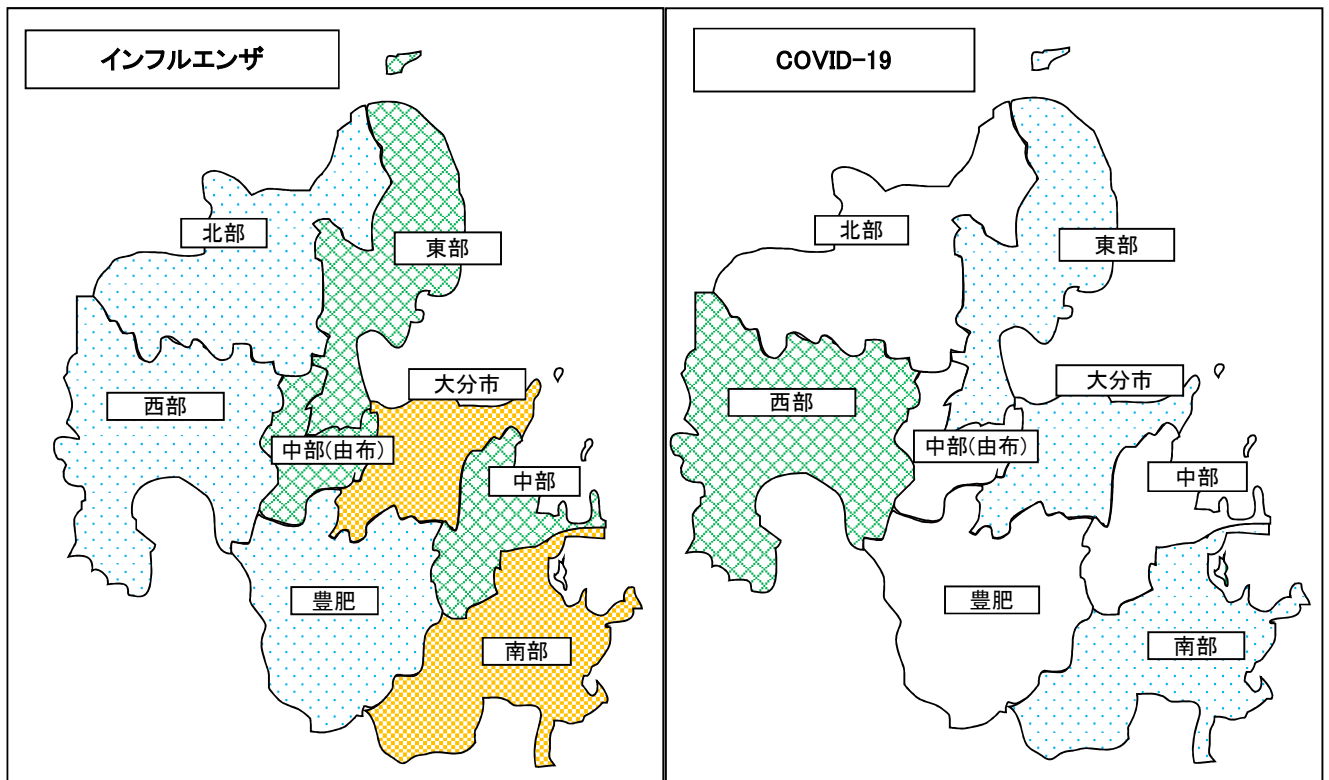 インフルエンザ
北部
東部
大分市
西部
中部(由布)
中部
豊肥
南部
COVID-19
北部
東部
大分市
西部
中部(由布)
中部
豊肥
南部